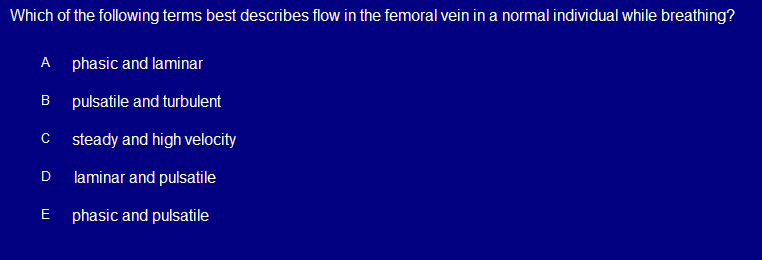 Which of the following terms best describes flow in the femoral vein in a normal individual while breathing?
A phasic and laminar
B pulsatile and turbulent
C steady and high velocity
D laminar and pulsatile
E phasic and pulsatile